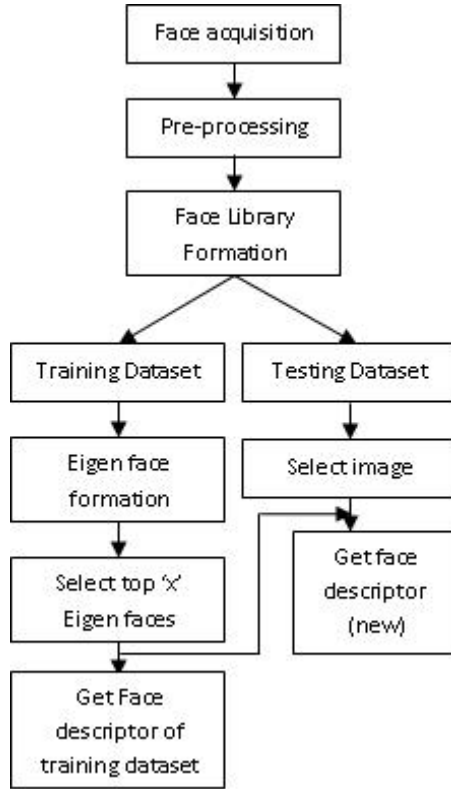 Face acquisition
Pre-processing
Face Library
Formation
Training Dataset
Testing Dataset
Eigen face
formation
Select image
Select top ‘x’
Eigen faces
Get face
descriptor
(new)
Get Face
descriptor of
training dataset